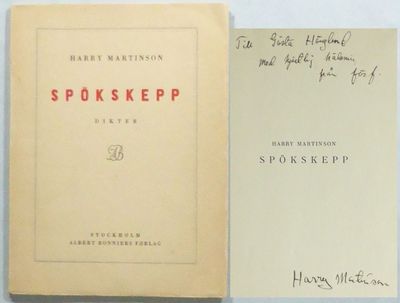 HARRY MARTINSON
SPÖKSKEPP
DIKTER
STOCKHOLM
ALBERT BONNIERS FÖRLAG
Till Gösta
med hjärtlig hälsning
från förf.
HARRY MARTINSON
SPÖKSKEPP
Harry Martinson